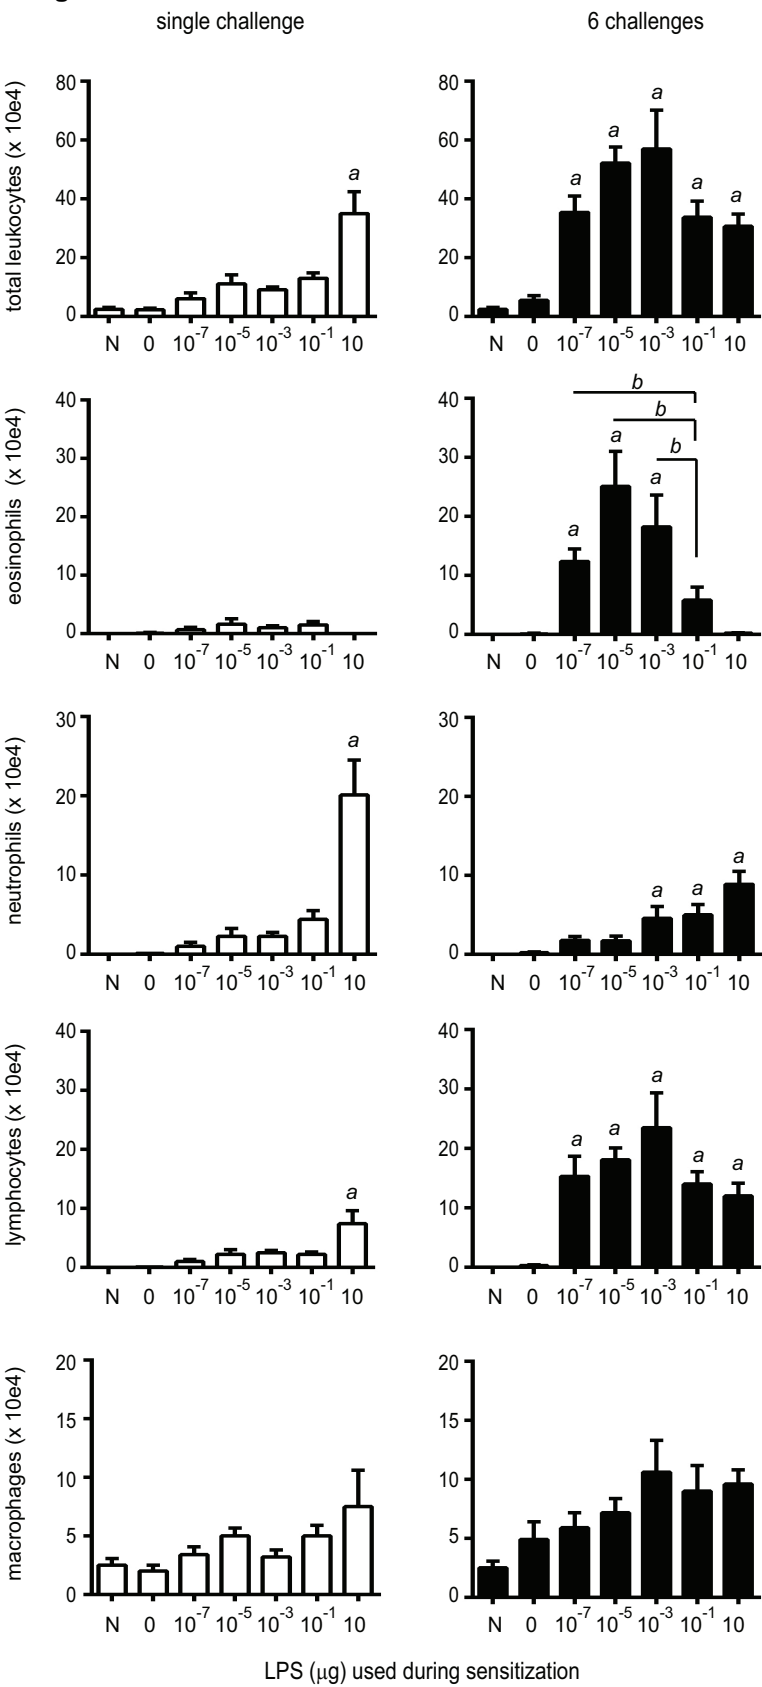 single challenge 6 challenges
total leukocytes (x 10e4)
80 80
a
60 a 60
a a
40 a a 40
20 20
0 0
N 0 10-7 10-5 10-3 10-1 10 N 0 10-7 10-5 10-3 10-1 10
eosinophils (x 10e4)
b
40 b 40
a b
30 a 30
a
20 20
10 10
0 0
N 0 10-7 10-5 10-3 10-1 10 N 0 10-7 10-5 10-3 10-1 10
neutrophils (x 10e4)
30 30
a
20 20
a
10 a a 10
0 0
N 0 10-7 10-5 10-3 10-1 10 N 0 10-7 10-5 10-3 10-1 10
lymphocytes (x 10e4)
40 40
a
30 30
a a
20 a a 20
a
10 10
0 0
N 0 10-7 10-5 10-3 10-1 10 N 0 10-7 10-5 10-3 10-1 10
macrophages (x 10e4)
20 20
15 15
10 10
5 5
0 0
N 0 10-7 10-5 10-3 10-1 10 N 0 10-7 10-5 10-3 10-1 10
LPS (µg) used during sensitization